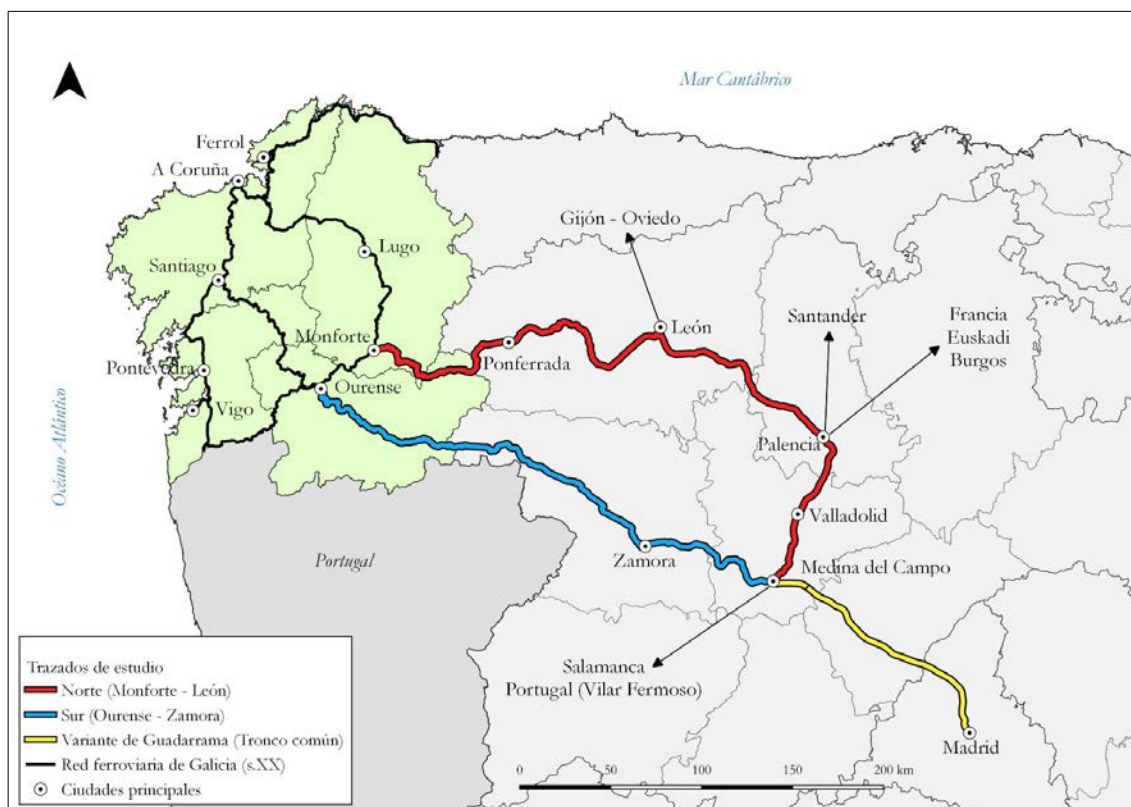 Mar Cantábrico
Ferrol
A Coruña
Gijón - Oviedo
Lugo
Santiago
León
Santander
Francia
Euskadi
Burgos
Monforte
Ponferrada
Pontevedra
Ourense
Vigo
Palencia
Océano Atlántico
Valladolid
Portugal
Zamora
Medina del Campo
Salamanca
Portugal (Vilar Fermoso)
Madrid
Trazados de estudio
Norte (Monforte - León)
Sur (Ourense - Zamora)
Variante de Guadarrama (Tronco común)
Red ferroviaria de Galicia (s.XX)
Ciudades principales
0 50 100 150 200 km